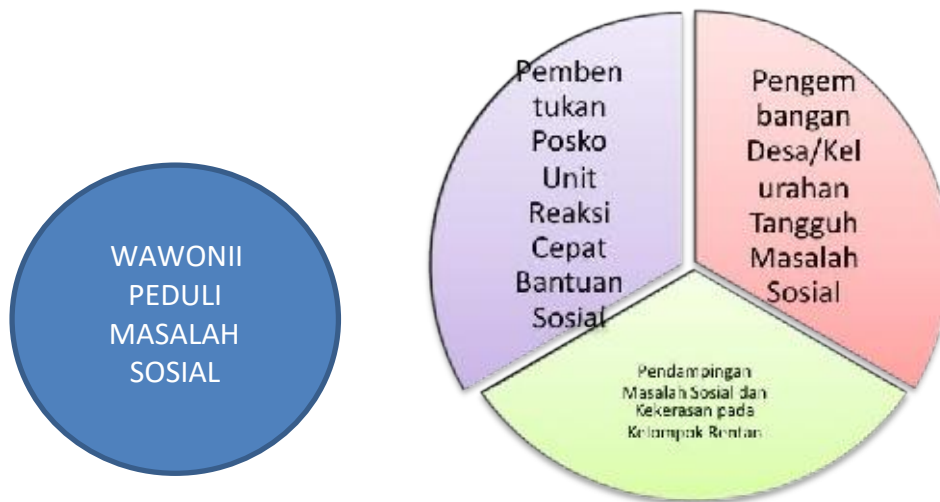 WAWONII
PEDULI
MASALAH
SOSIAL
Pemben
tukan
Posko
Unit
Reaksi
Cepat
Bantuan
Sosial
Pengem
bangan
Desa/Kel
urahan
Tangguh
Masalah
Sosial
Pendampingan
Masalah Sosial dan
Kekerasan pada
Kelompok Rentan